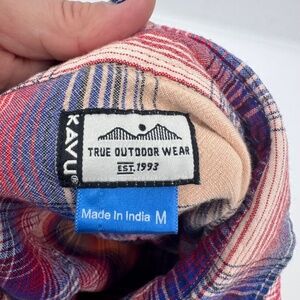 KAVU®
TRUE OUTDOOR WEAR
EST. 1993
Made In India M